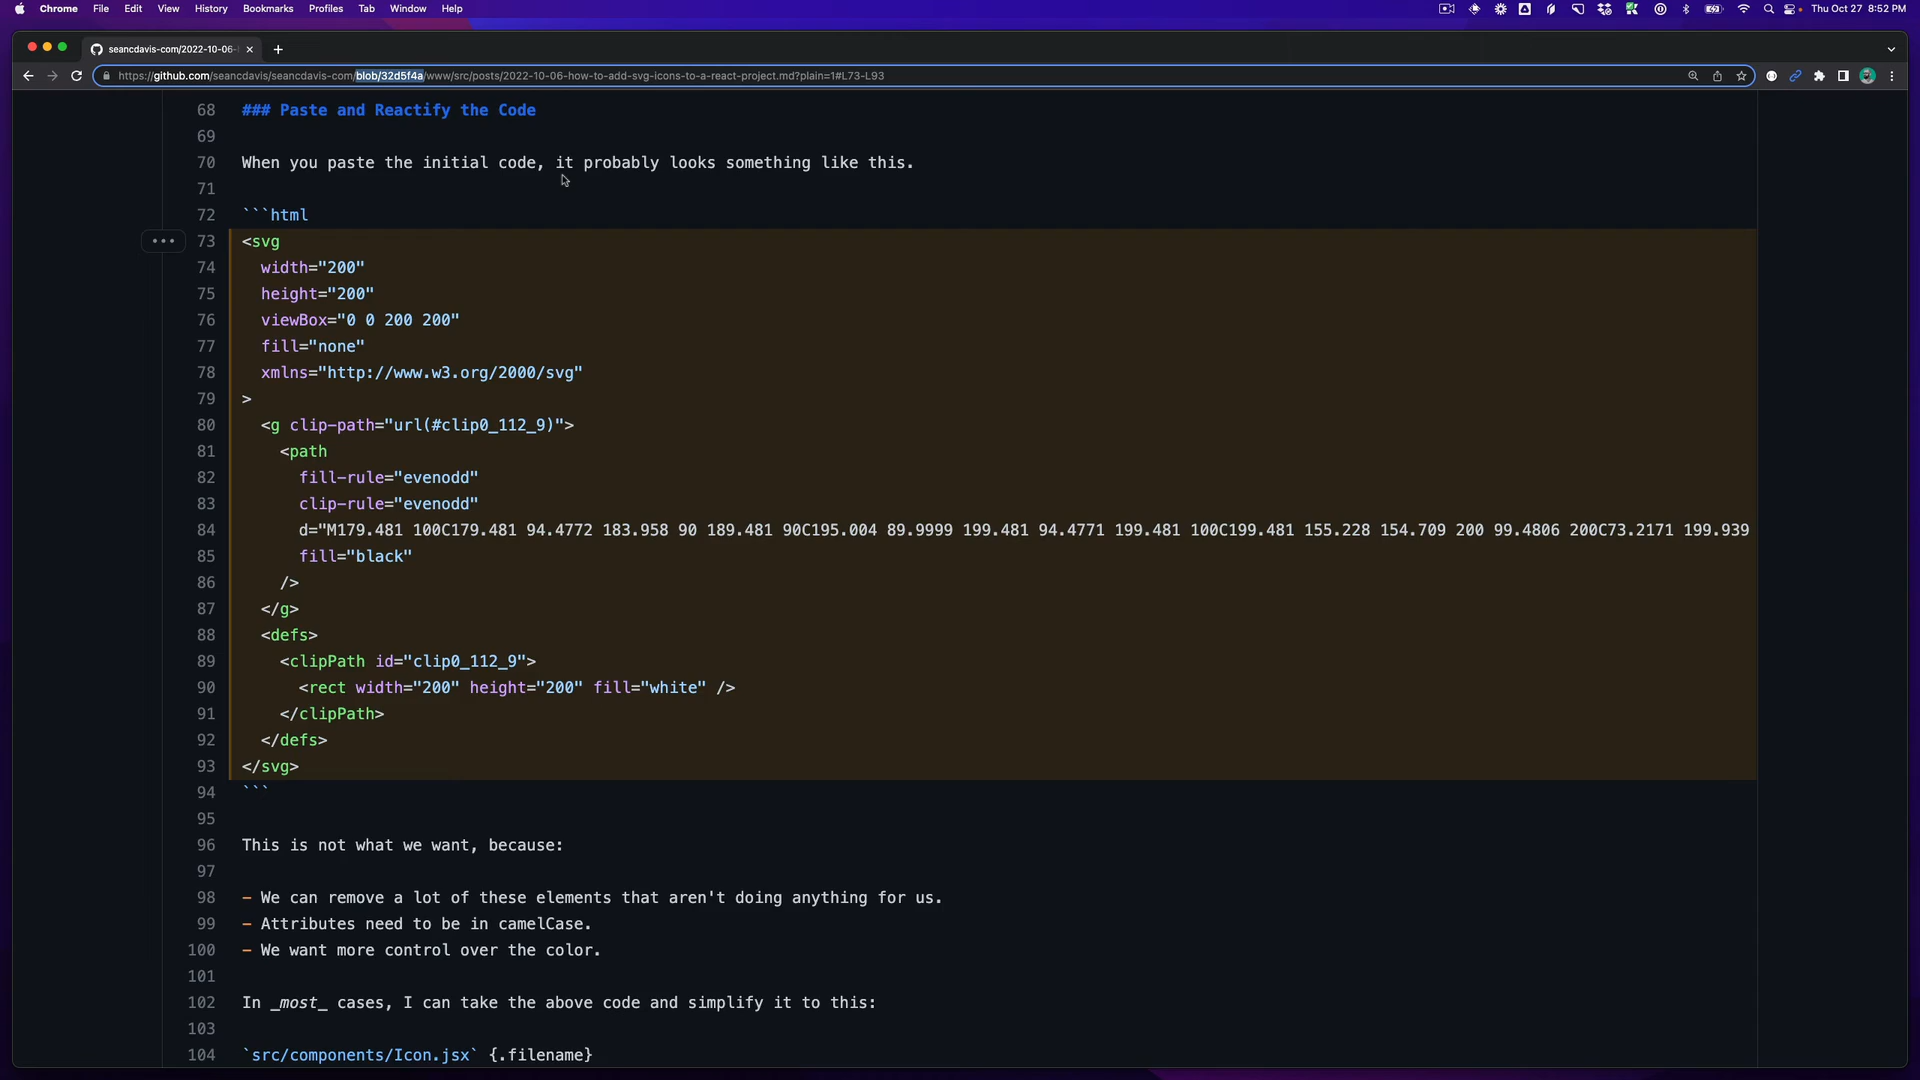 Chrome File Edit View History Bookmarks Profiles Tab Window Help Thu Oct 27 8:52 PM
seancdavis-com/2022-10-06-
https://github.com/seancdavis/seancdavis-com/blob/32d5f4a/www/src/posts/2022-10-06-how-to-add-svg-icons-to-a-react-project.md?plain=1#L73-L93
68 ### Paste and Reactify the Code
69
70 When you paste the initial code, it probably looks something like this.
71
72 ```html
73 <svg
74 width="200"
75 height="200"
76 viewBox="0 0 200 200"
77 fill="none"
78 xmlns="http://www.w3.org/2000/svg"
79 >
80 <g clip-path="url(#clip0_112_9)">
81 <path
82 fill-rule="evenodd"
83 clip-rule="evenodd"
84 d="M179.481 100C179.481 94.4772 183.958 90 189.481 90C195.004 89.9999 199.481 94.4771 199.481 100C199.481 155.228 154.709 200 99.4806 200C73.2171 199.939
85 fill="black"
86 />
87 </g>
88 <defs>
89 <clipPath id="clip0_112_9">
90 <rect width="200" height="200" fill="white" />
91 </clipPath>
92 </defs>
93 </svg>
94 ```
95
96 This is not what we want, because:
97
98 - We can remove a lot of these elements that aren't doing anything for us.
99 - Attributes need to be in camelCase.
100 - We want more control over the color.
101
102 In _most_ cases, I can take the above code and simplify it to this:
103
104 `src/components/Icon.jsx` {.filename}